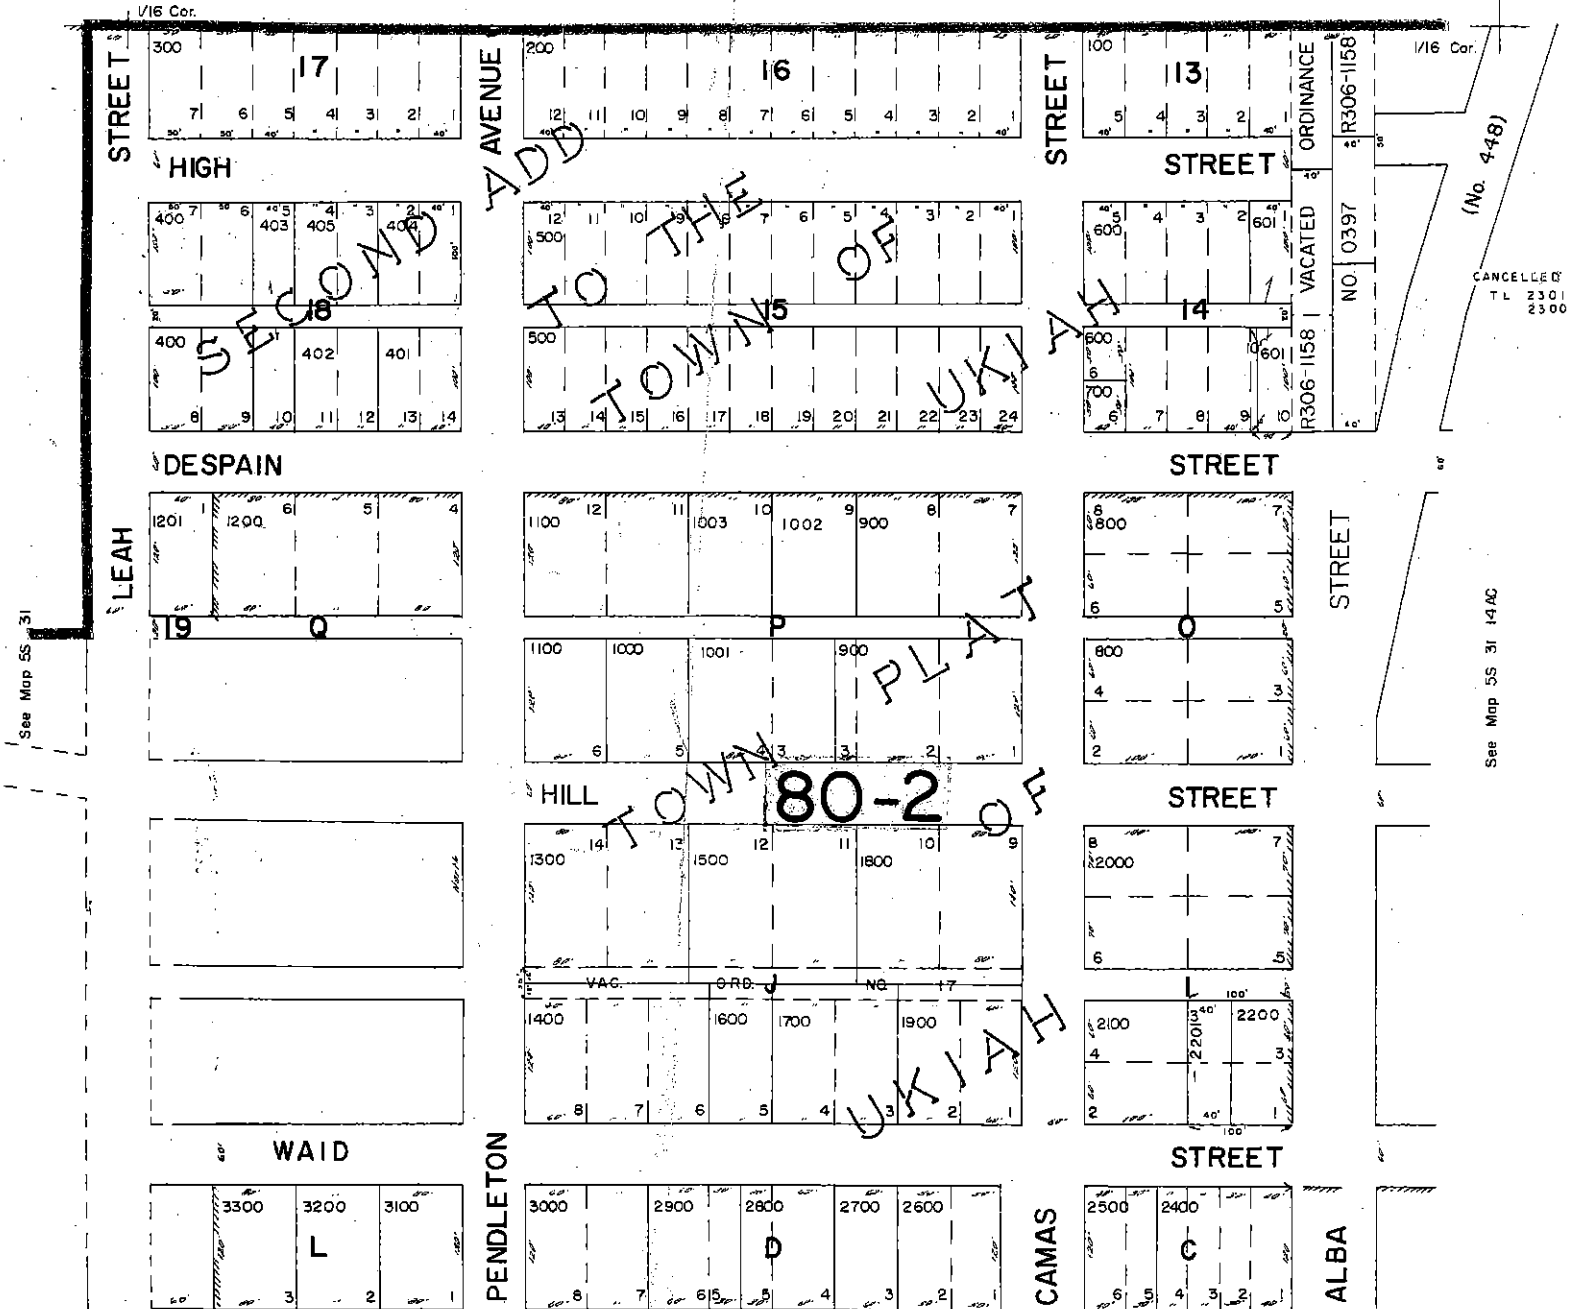 1/16 Cor.
1/16 Cor.
300 17 7 6 5 4 3 2 1
200 16 12 11 10 9 8 7 6 5 4 3 2 1
100 13 5 4 3 2 1
STREET
AVENUE
STREET
ORDINANCE
R306-1158
(No. 448)
HIGH STREET
SECOND ADD TO THE TOWN OF UKIAH
400 7 6 5 4 3 2 1
403 405 404
12 11 10 9 8 7 6 5 4 3 2 1
500
5 4 3 2 1
600 601
VACATED
NO. 0397
CANCELLED
TL 2301
2300
18 15 14
400 402 401
8 9 10 11 12 13 14
500
13 14 15 16 17 18 19 20 21 22 23 24
600 601
6
700
6 7 8 9 10
R306-1158
DESPAIN STREET
LEAH
STREET
1201 1 1200 6 5 4
1100 12 11 1003 10 1002 9 900 8 7
8 800 7
6 5
See Map 5S 31
19 Q P O
See Map 5S 31 14AC
1100 1000 1001 900
6 5 4 3 3 2 1
800
4 3
2 1
TOWN PLAT OF UKIAH
80-2
HILL STREET
14 13 12 11 10 9
1300 1500 1800
8 7
2000
6 5
VAC. ORD. J NO. 17
L 100'
1400 1600 1700 1900
8 7 6 5 4 3 2 1
2100 3 40' 2200
2201
4 3
2 40' 1
100'
WAID STREET
PENDLETON
CAMAS
ALBA
3300 3200 3100
L
3 2 1
3000 2900 2800 2700 2600
D
8 7 6 5 5 4 3 2 1
2500 2400
C
6 5 4 3 2 1